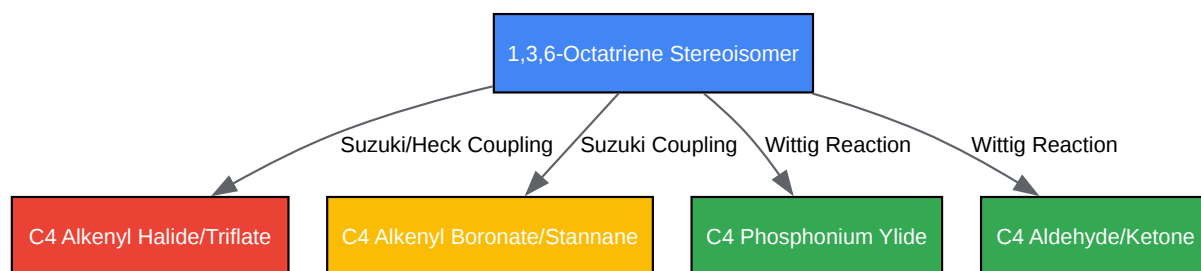 1,3,6-Octatriene Stereoisomer
Suzuki/Heck Coupling
Suzuki Coupling
Wittig Reaction
Wittig Reaction
C4 Alkenyl Halide/Triflate
C4 Alkenyl Boronate/Stannane
C4 Phosphonium Ylide
C4 Aldehyde/Ketone